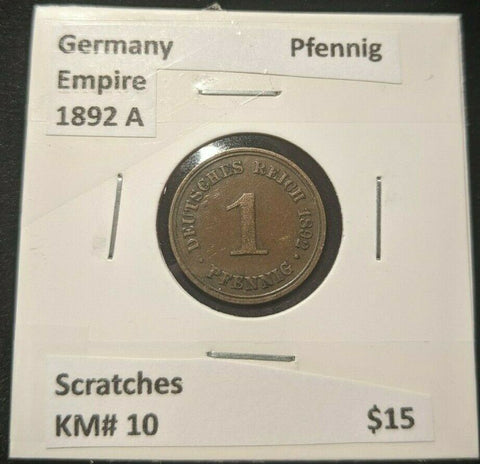 Germany Pfennig
Empire
1892 A
DEUTSCHES REICH 1892
1
· PFENNIG ·
Scratches
KM# 10 $15